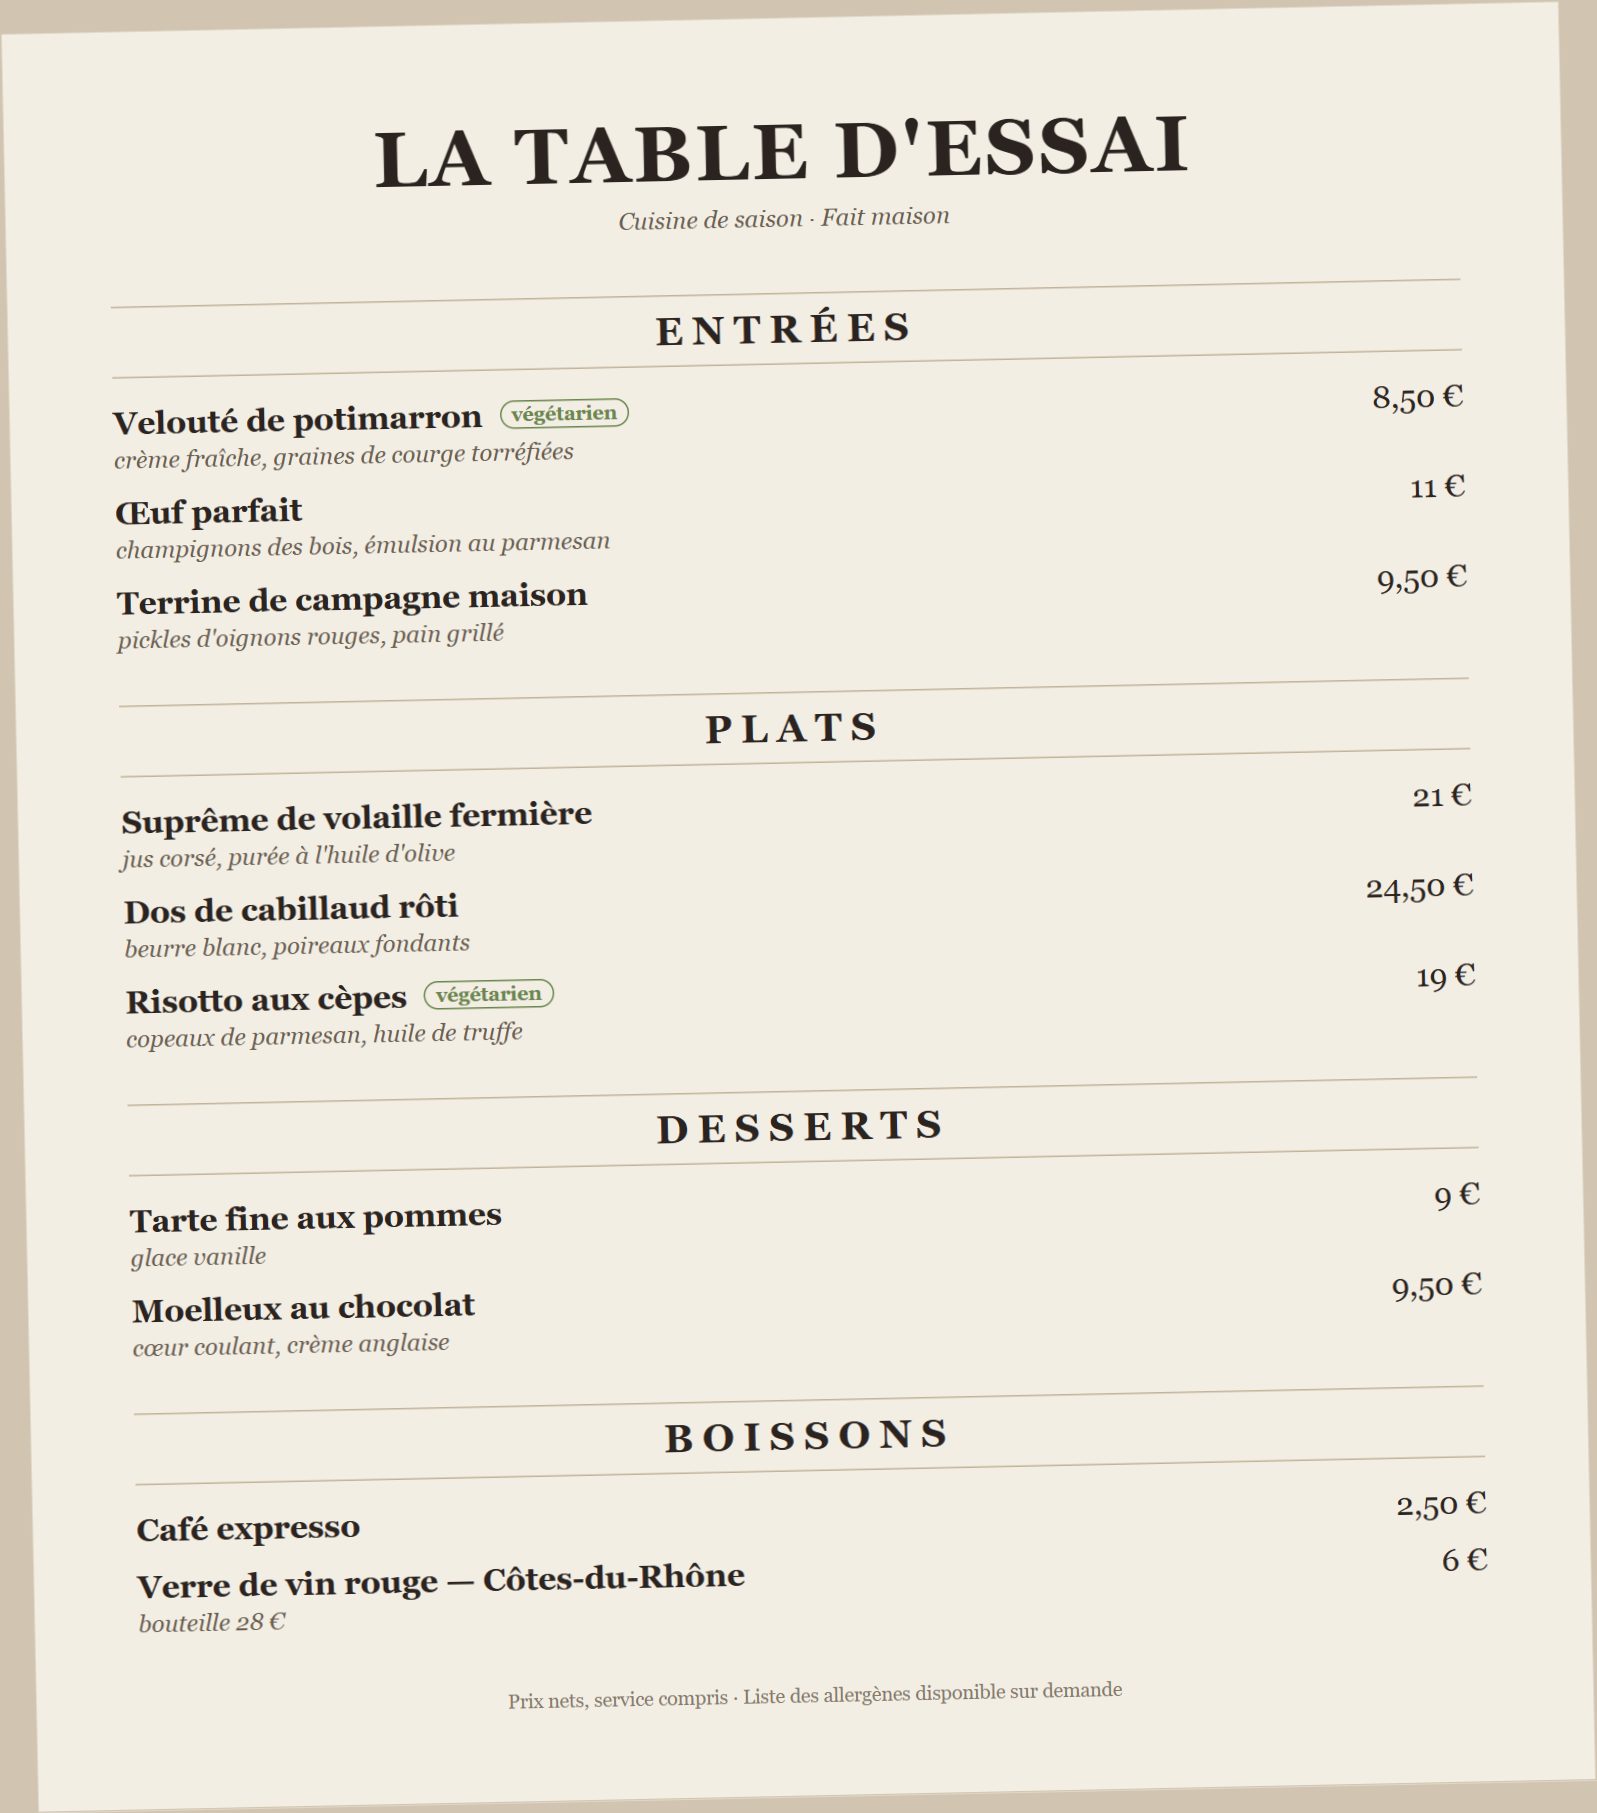 LA TABLE D'ESSAI
Cuisine de saison · Fait maison
ENTRÉES
Velouté de potimarron végétarien 8,50 €
crème fraîche, graines de courge torréfiées
Œuf parfait 11 €
champignons des bois, émulsion au parmesan
Terrine de campagne maison 9,50 €
pickles d'oignons rouges, pain grillé
PLATS
Suprême de volaille fermière 21 €
jus corsé, purée à l'huile d'olive
Dos de cabillaud rôti 24,50 €
beurre blanc, poireaux fondants
Risotto aux cèpes végétarien 19 €
copeaux de parmesan, huile de truffe
DESSERTS
Tarte fine aux pommes 9 €
glace vanille
Moelleux au chocolat 9,50 €
cœur coulant, crème anglaise
BOISSONS
Café expresso 2,50 €
Verre de vin rouge — Côtes-du-Rhône 6 €
bouteille 28 €
Prix nets, service compris · Liste des allergènes disponible sur demande